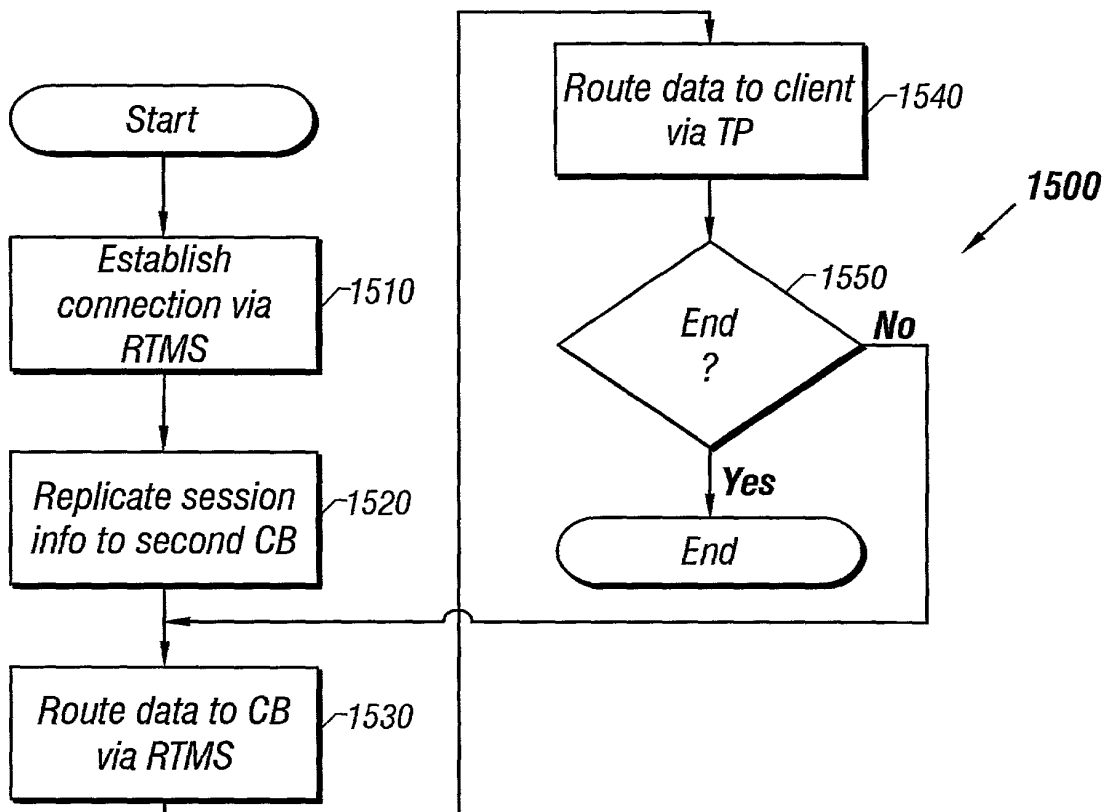 Start
Establish
connection via
RTMS
1510
Replicate session
info to second CB
1520
Route data to CB
via RTMS
1530
Route data to client
via TP
1540
1500
End
?
1550
No
Yes
End